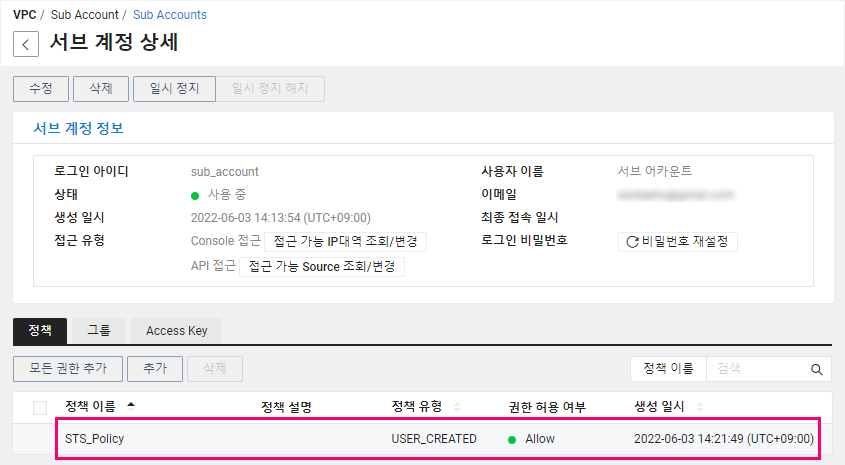 VPC / Sub Account / Sub Accounts
서브 계정 상세
수정 삭제 일시 정지 일시 정지 해지
서브 계정 정보
로그인 아이디 sub_account 사용자 이름 서브 어카운트
상태 사용 중 이메일
생성 일시 2022-06-03 14:13:54 (UTC+09:00) 최종 접속 일시
접근 유형 Console 접근 접근 가능 IP대역 조회/변경 로그인 비밀번호 비밀번호 재설정
API 접근 접근 가능 Source 조회/변경
정책 그룹 Access Key
모든 권한 추가 추가 삭제 정책 이름 검색
정책 이름 정책 설명 정책 유형 권한 허용 여부 생성 일시
STS_Policy USER_CREATED Allow 2022-06-03 14:21:49 (UTC+09:00)